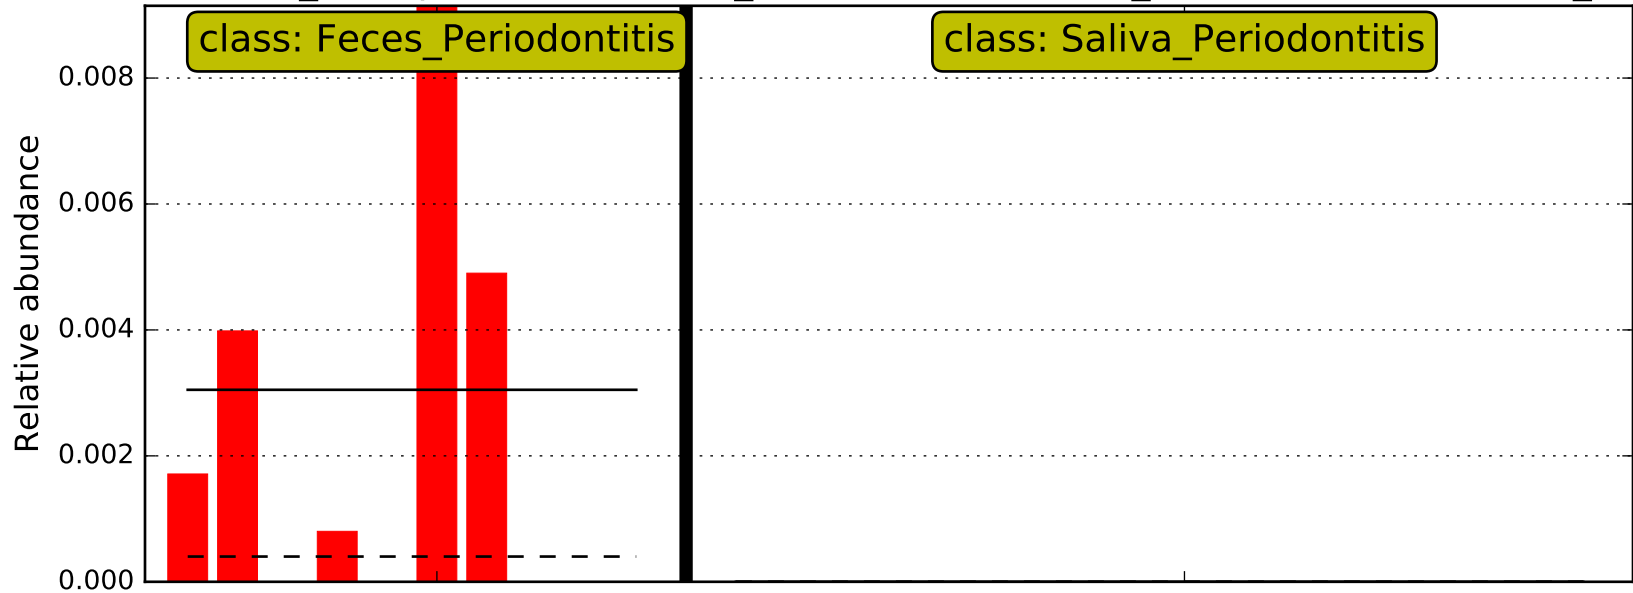 class: Feces_Periodontitis
class: Saliva_Periodontitis
Relative abundance
0.008
0.006
0.004
0.002
0.000